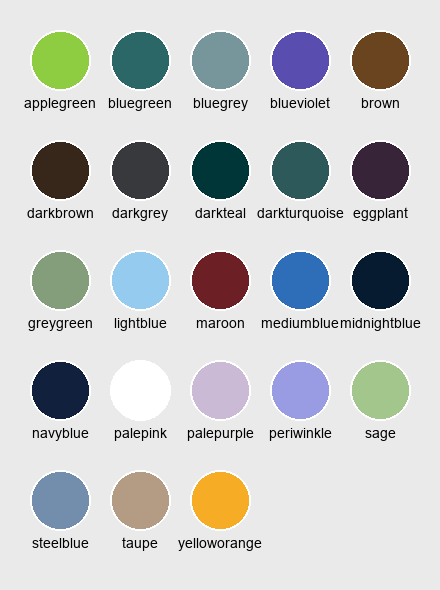 applegreen bluegreen bluegrey blueviolet brown
darkbrown darkgrey darkteal darkturquoise eggplant
greygreen lightblue maroon mediumblue midnightblue
navyblue palepink palepurple periwinkle sage
steelblue taupe yelloworange